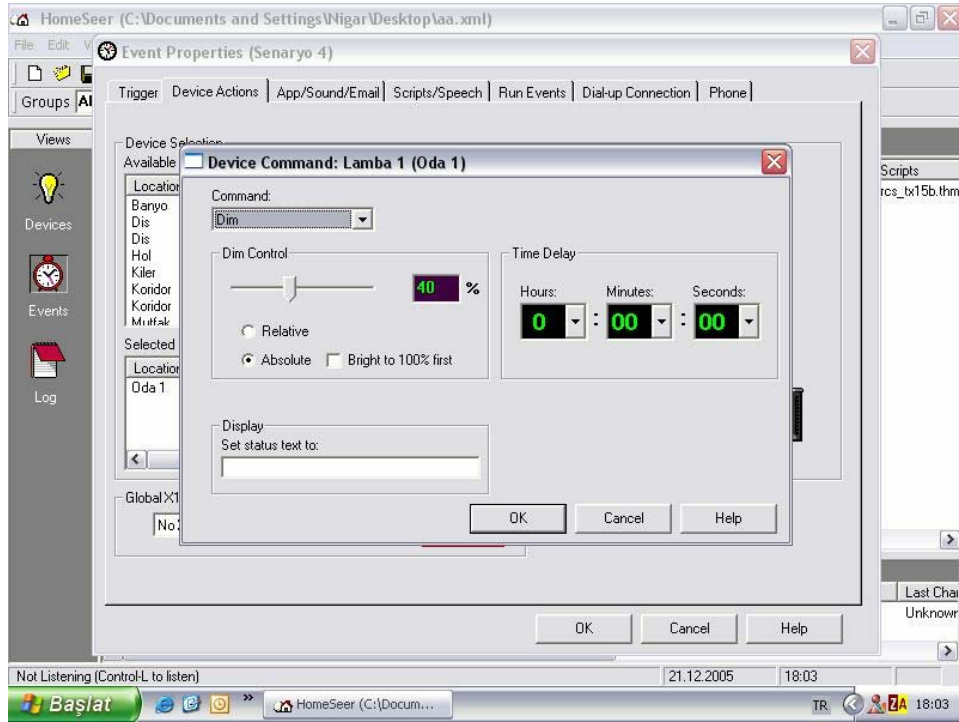 HomeSeer (C:\Documents and Settings\Nigar\Desktop\aa.xml)
File Edit V
Event Properties (Senaryo 4)
Groups Al
Trigger Device Actions App/Sound/Email Scripts/Speech Run Events Dial-up Connection Phone
Views
Devices
Events
Log
Device Selection
Available
Location
Banyo
Dis
Dis
Hol
Kiler
Koridor
Koridor
Mutfak
Selected
Location
Oda 1
Global X1
No
Device Command: Lamba 1 (Oda 1)
Command:
Dim
Dim Control
40 %
Relative
Absolute Bright to 100% first
Time Delay
Hours: Minutes: Seconds:
0 : 00 : 00
Display
Set status text to:
OK Cancel Help
OK Cancel Help
Scripts
rcs_tx15b.thm
Last Cha
Unknown
Not Listening (Control-L to listen) 21.12.2005 18:03
Başlat » HomeSeer (C:\Docum... TR ZA 18:03